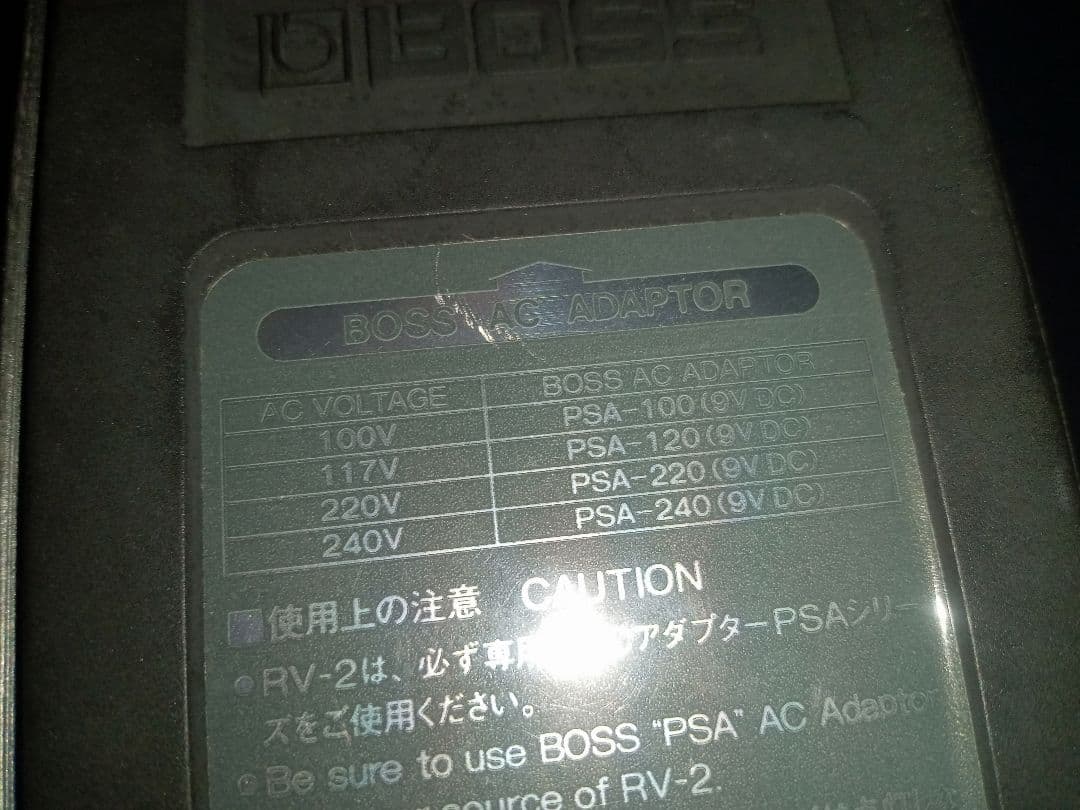 BOSS
BOSS AC ADAPTOR
AC VOLTAGE BOSS AC ADAPTOR
100V PSA-100(9V DC)
117V PSA-120(9V DC)
220V PSA-220(9V DC)
240V PSA-240(9V DC)
■使用上の注意 CAUTION
●RV-2は、必ず専用 アダプターPSAシリー
ズをご使用ください。
●Be sure to use BOSS "PSA" AC Adaptor
source of RV-2.